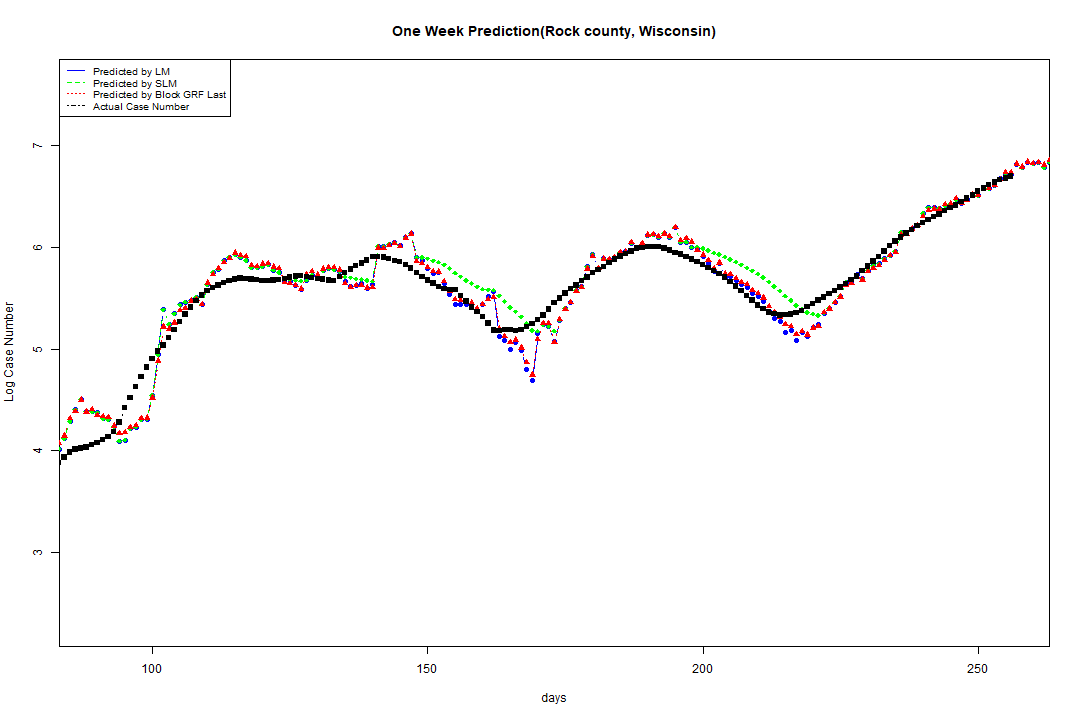 One Week Prediction(Rock county, Wisconsin)
Predicted by LM
Predicted by SLM
Predicted by Block GRF Last
Actual Case Number
7
6
5
4
3
Log Case Number
100 150 200 250
days